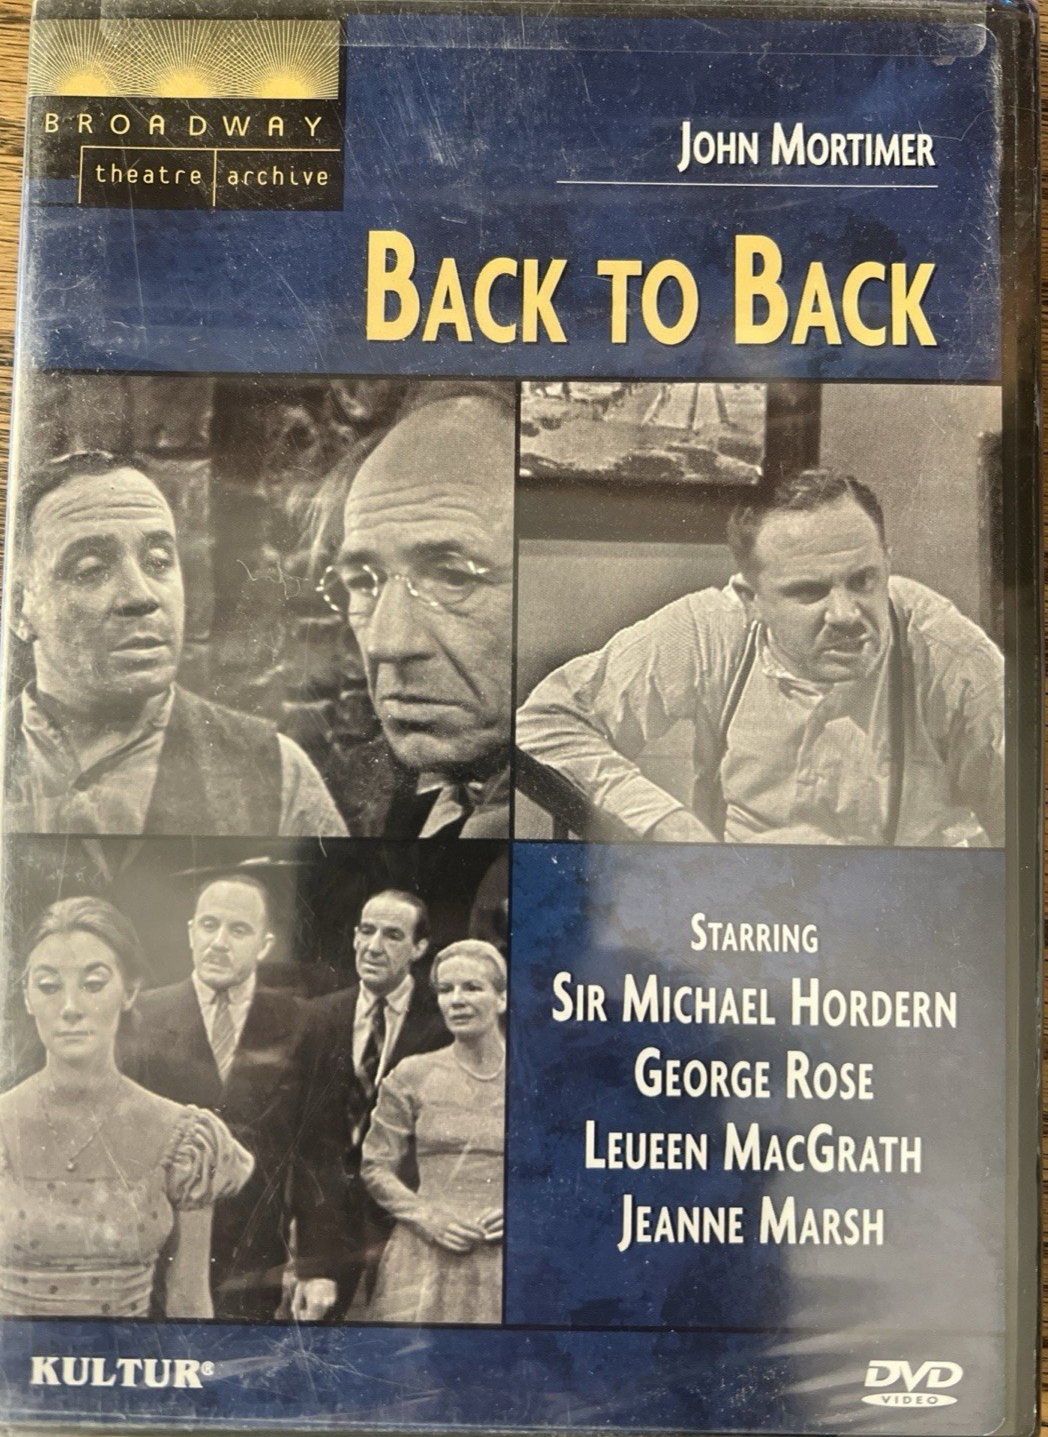 BROADWAY
theatre archive
JOHN MORTIMER
BACK TO BACK
STARRING
SIR MICHAEL HORDERN
GEORGE ROSE
LEUEEN MACGRATH
JEANNE MARSH
KULTUR®
DVD
VIDEO